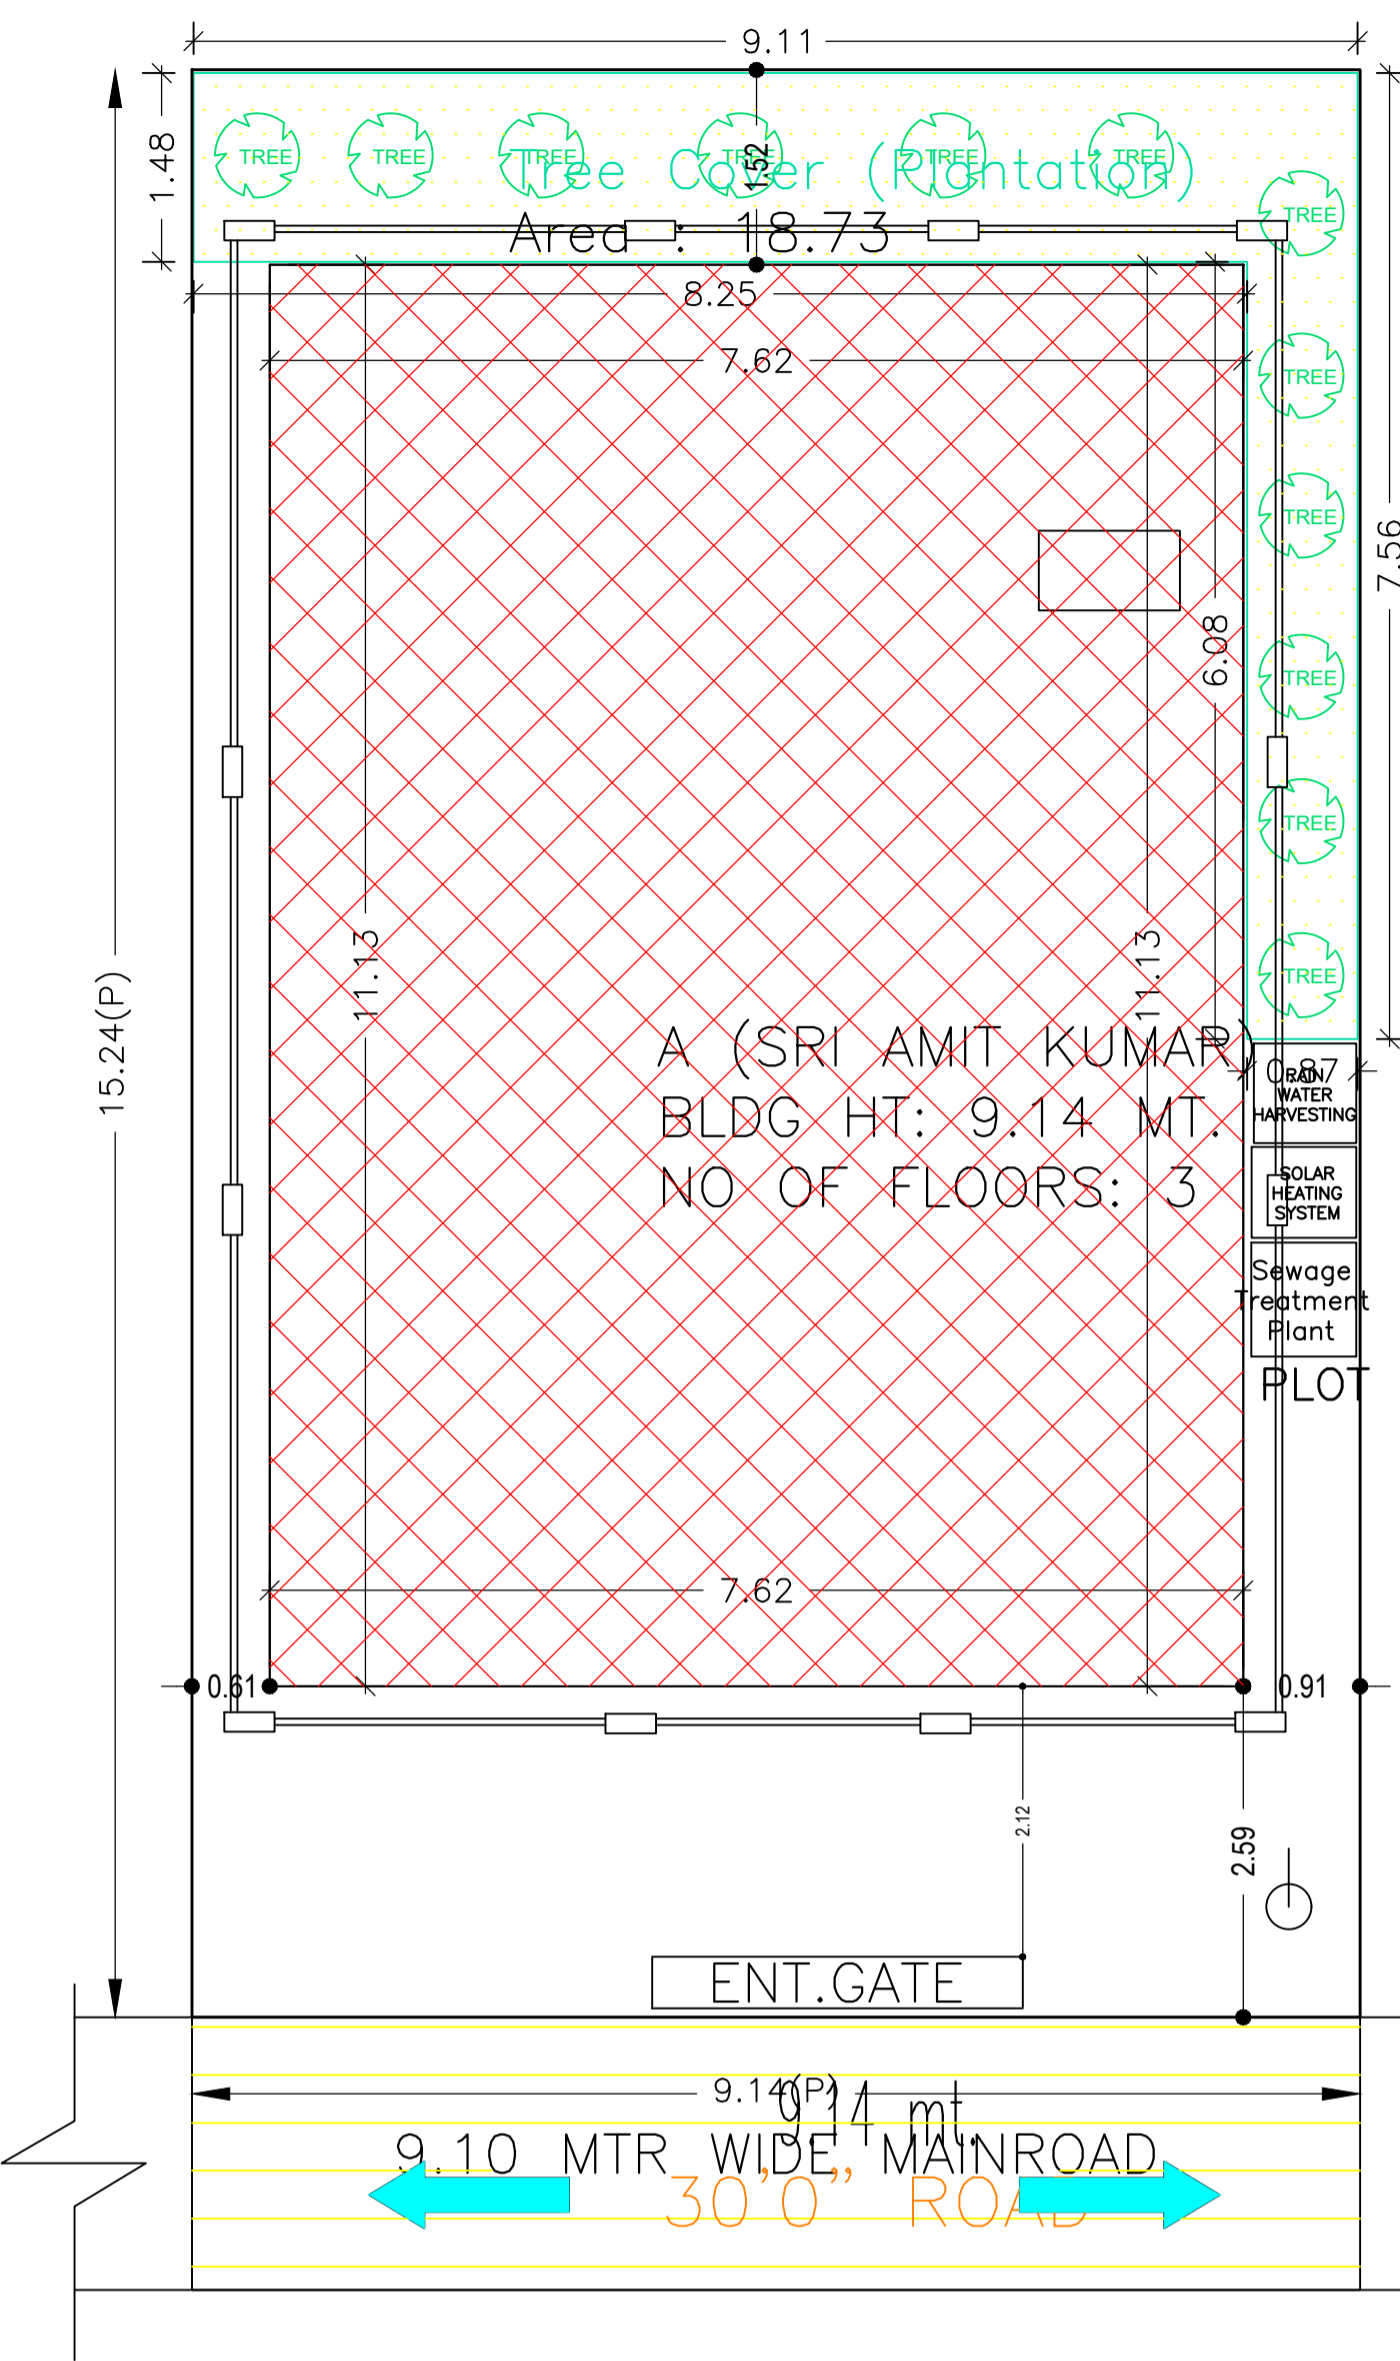 9.11
1.48
TREE TREE TREE TREE TREE TREE
1.52
Tree Cover (Plantation)
TREE
Area : 18.73
8.25
7.62
TREE
TREE
7.56
6.08
TREE
TREE
11.13
11.13
TREE
15.24(P)
A (SRI AMIT KUMAR)
BLDG HT: 9.14 MT.
NO OF FLOORS: 3
0.87
RAIN
WATER
HARVESTING
SOLAR
HEATING
SYSTEM
Sewage
Treatment
Plant
PLOT
7.62
0.61
0.91
2.12
2.59
ENT.GATE
9.14(P)
9.14 mt.
9.10 MTR WIDE MAINROAD
30'0" ROAD